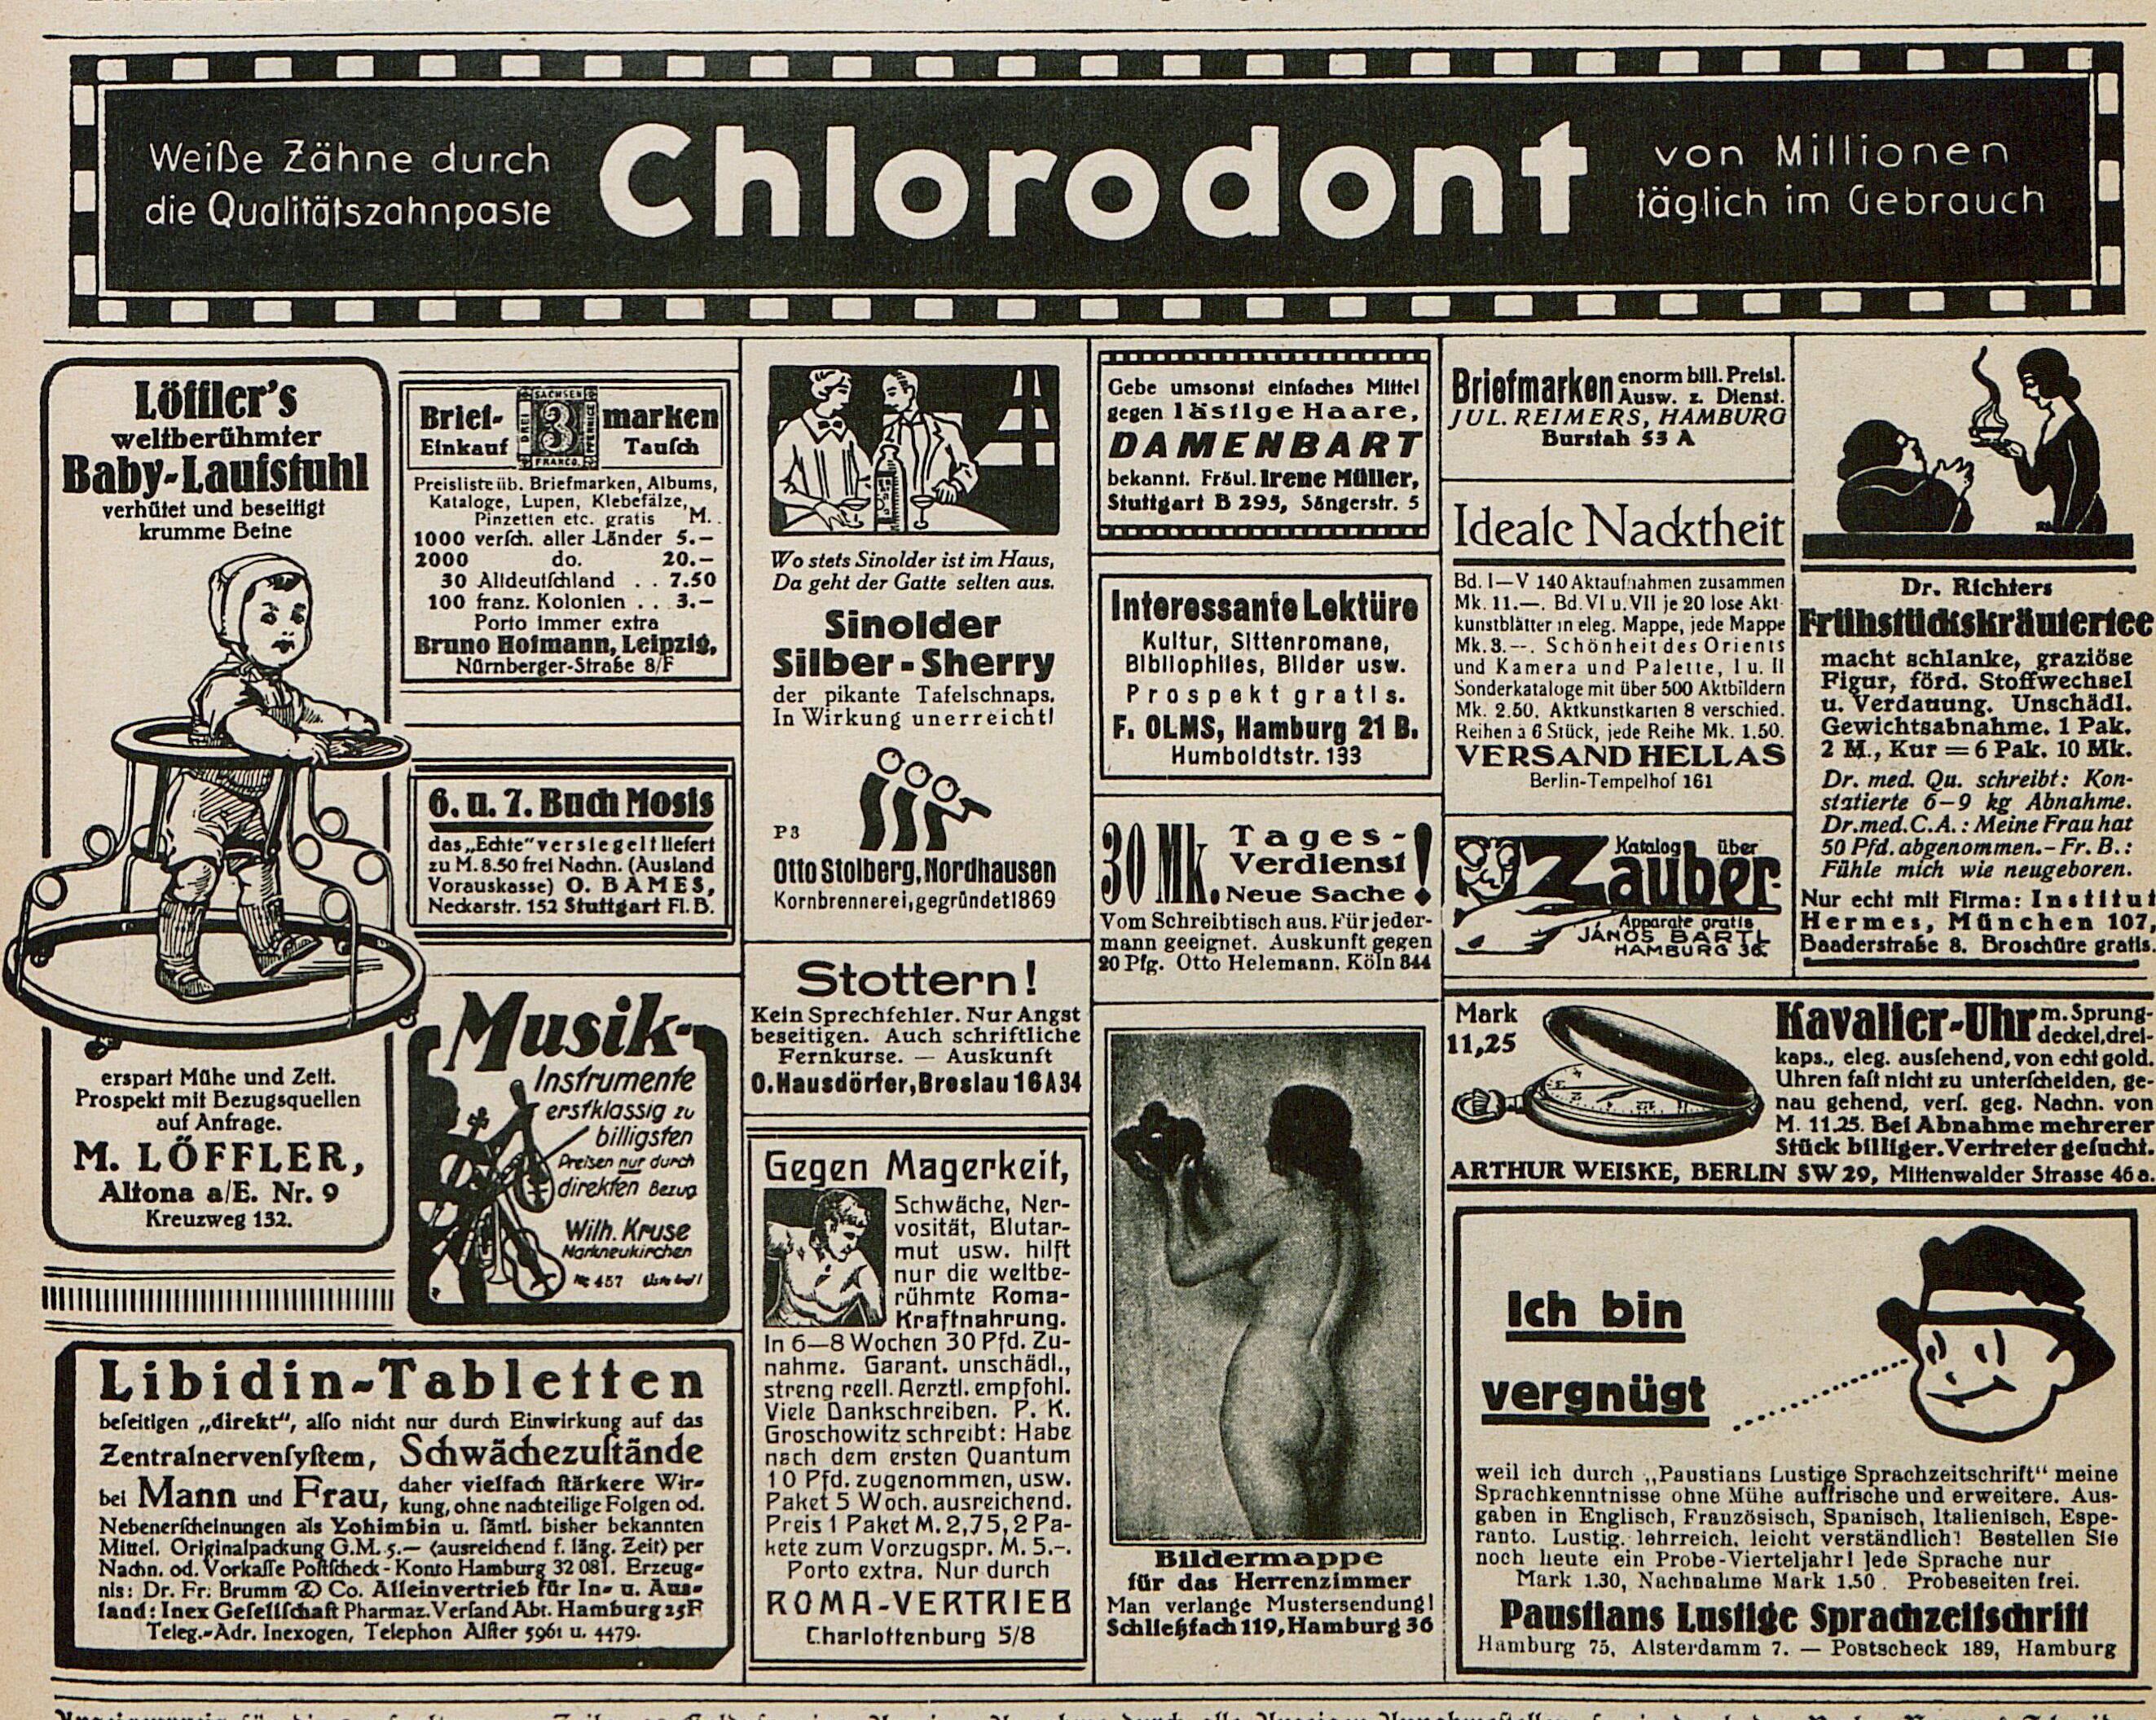 Weiße Zähne durch
die Qualitätszahnpaste
Chlorodont
von Millionen
täglich im Gebrauch
Löffler's
weltberühmter
Baby-Laufstuhl
verhütet und beseitigt
krumme Beine
erspart Mühe und Zeit.
Prospekt mit Bezugsquellen
auf Anfrage.
M. LÖFFLER,
Altona a/E. Nr. 9
Kreuzweg 132.
Brief- marken
Einkauf Tausch
SACHSEN
DREI 3 PFENNIGE
FRANCO.
Preisliste üb. Briefmarken, Albums,
Kataloge, Lupen, Klebefälze,
Pinzetten etc. gratis M..
1000 versch. aller Länder 5.–
2000 do. 20.–
30 Altdeutschland . . 7.50
100 franz. Kolonien . . 3.–
Porto immer extra
Bruno Hofmann, Leipzig,
Nürnberger-Straße 8/F
6. u. 7. Buch Mosis
das „Echte“ versiegelt liefert
zu M. 8.50 frei Nachn. (Ausland
Vorauskasse) O. BAMES,
Neckarstr. 152 Stuttgart Fl. B.
Musik-
Instrumente
erstklassig zu
billigsten
Preisen nur durch
direkten Bezug
Wilh. Kruse
Markneukirchen
No 457
Libidin-Tabletten
beseitigen „direkt“, also nicht nur durch Einwirkung auf das
Zentralnervensystem, Schwächezustände
bei Mann und Frau, daher vielfach stärkere Wir-
kung, ohne nachteilige Folgen od.
Nebenerscheinungen als Yohimbin u. sämtl. bisher bekannten
Mittel. Originalpackung G.M. 5.— (ausreichend f. läng. Zeit) per
Nachn. od. Vorkasse Postscheck-Konto Hamburg 32 081. Erzeug-
nis: Dr. Fr. Brumm & Co. Alleinvertrieb für In- u. Aus-
land: Inex Gesellschaft Pharmaz. Versand Abt. Hamburg 25F
Teleg.-Adr. Inexogen, Telephon Alster 5961 u. 4479.
Wo stets Sinolder ist im Haus,
Da geht der Gatte selten aus.
Sinolder
Silber-Sherry
der pikante Tafelschnaps.
In Wirkung unerreicht!
P3
Otto Stolberg, Nordhausen
Kornbrennerei, gegründet 1869
Stottern!
Kein Sprechfehler. Nur Angst
beseitigen. Auch schriftliche
Fernkurse. — Auskunft
O. Hausdörfer, Breslau 16 A 34
Gegen Magerkeit,
Schwäche, Ner-
vosität, Blutar-
mut usw. hilft
nur die weltbe-
rühmte Roma-
Kraftnahrung.
In 6—8 Wochen 30 Pfd. Zu-
nahme. Garant. unschädl.,
streng reell. Aerztl. empfohl.
Viele Dankschreiben. P. K.
Groschowitz schreibt: Habe
nach dem ersten Quantum
10 Pfd. zugenommen, usw.
Paket 5 Woch. ausreichend.
Preis 1 Paket M. 2,75, 2 Pa-
kete zum Vorzugspr. M. 5.-.
Porto extra. Nur durch
ROMA-VERTRIEB
Charlottenburg 5/8
Gebe umsonst einfaches Mittel
gegen lästige Haare,
DAMENBART
bekannt. Fräul. Irene Müller,
Stuttgart B 295, Sängerstr. 5
Interessante Lektüre
Kultur, Sittenromane,
Bibliophiles, Bilder usw.
Prospekt gratis.
F. OLMS, Hamburg 21 B.
Humboldtstr. 133
30 Mk. Tages-
Verdienst
Neue Sache!
Vom Schreibtisch aus. Für jeder-
mann geeignet. Auskunft gegen
20 Pfg. Otto Helemann, Köln 844
Bildermappe
für das Herrenzimmer
Man verlange Mustersendung!
Schließfach 119, Hamburg 36
Briefmarken enorm bill. Preisl.
Ausw. z. Dienst.
JUL. REIMERS, HAMBURG
Burstah 53 A
Ideale Nacktheit
Bd. I—V 140 Aktaufnahmen zusammen
Mk. 11.—. Bd. VI u. VII je 20 lose Akt-
kunstblätter in eleg. Mappe, jede Mappe
Mk. 3.--. Schönheit des Orients
und Kamera und Palette, I u. II
Sonderkataloge mit über 500 Aktbildern
Mk. 2.50. Aktkunstkarten 8 verschied.
Reihen à 6 Stück, jede Reihe Mk. 1.50.
VERSAND HELLAS
Berlin-Tempelhof 161
Katalog über
Zauber-
Apparate gratis
JÁNOS BARTL
HAMBURG 36.
Dr. Richters
Frühstückskräutertee
macht schlanke, graziöse
Figur, förd. Stoffwechsel
u. Verdauung. Unschädl.
Gewichtsabnahme. 1 Pak.
2 M., Kur = 6 Pak. 10 Mk.
Dr. med. Qu. schreibt: Kon-
statierte 6–9 kg Abnahme.
Dr. med. C. A.: Meine Frau hat
50 Pfd. abgenommen.- Fr. B.:
Fühle mich wie neugeboren.
Nur echt mit Firma: Institut
Hermes, München 107,
Baaderstraße 8. Broschüre gratis.
Mark
11,25
Kavalier-Uhr m. Sprung-
deckel, drei-
kaps., eleg. aussehend, von echt gold.
Uhren fast nicht zu unterscheiden, ge-
nau gehend, vers. geg. Nachn. von
M. 11.25. Bei Abnahme mehrerer
Stück billiger. Vertreter gesucht.
ARTHUR WEISKE, BERLIN SW 29, Mittenwalder Strasse 46 a.
Ich bin
vergnügt
weil ich durch „Paustians Lustige Sprachzeitschrift“ meine
Sprachkenntnisse ohne Mühe auffrische und erweitere. Aus-
gaben in Englisch, Französisch, Spanisch, Italienisch, Espe-
ranto. Lustig, lehrreich, leicht verständlich! Bestellen Sie
noch heute ein Probe-Vierteljahr! Jede Sprache nur
Mark 1.30, Nachnahme Mark 1.50. Probeseiten frei.
Paustians Lustige Sprachzeitschrift
Hamburg 75, Alsterdamm 7. — Postscheck 189, Hamburg